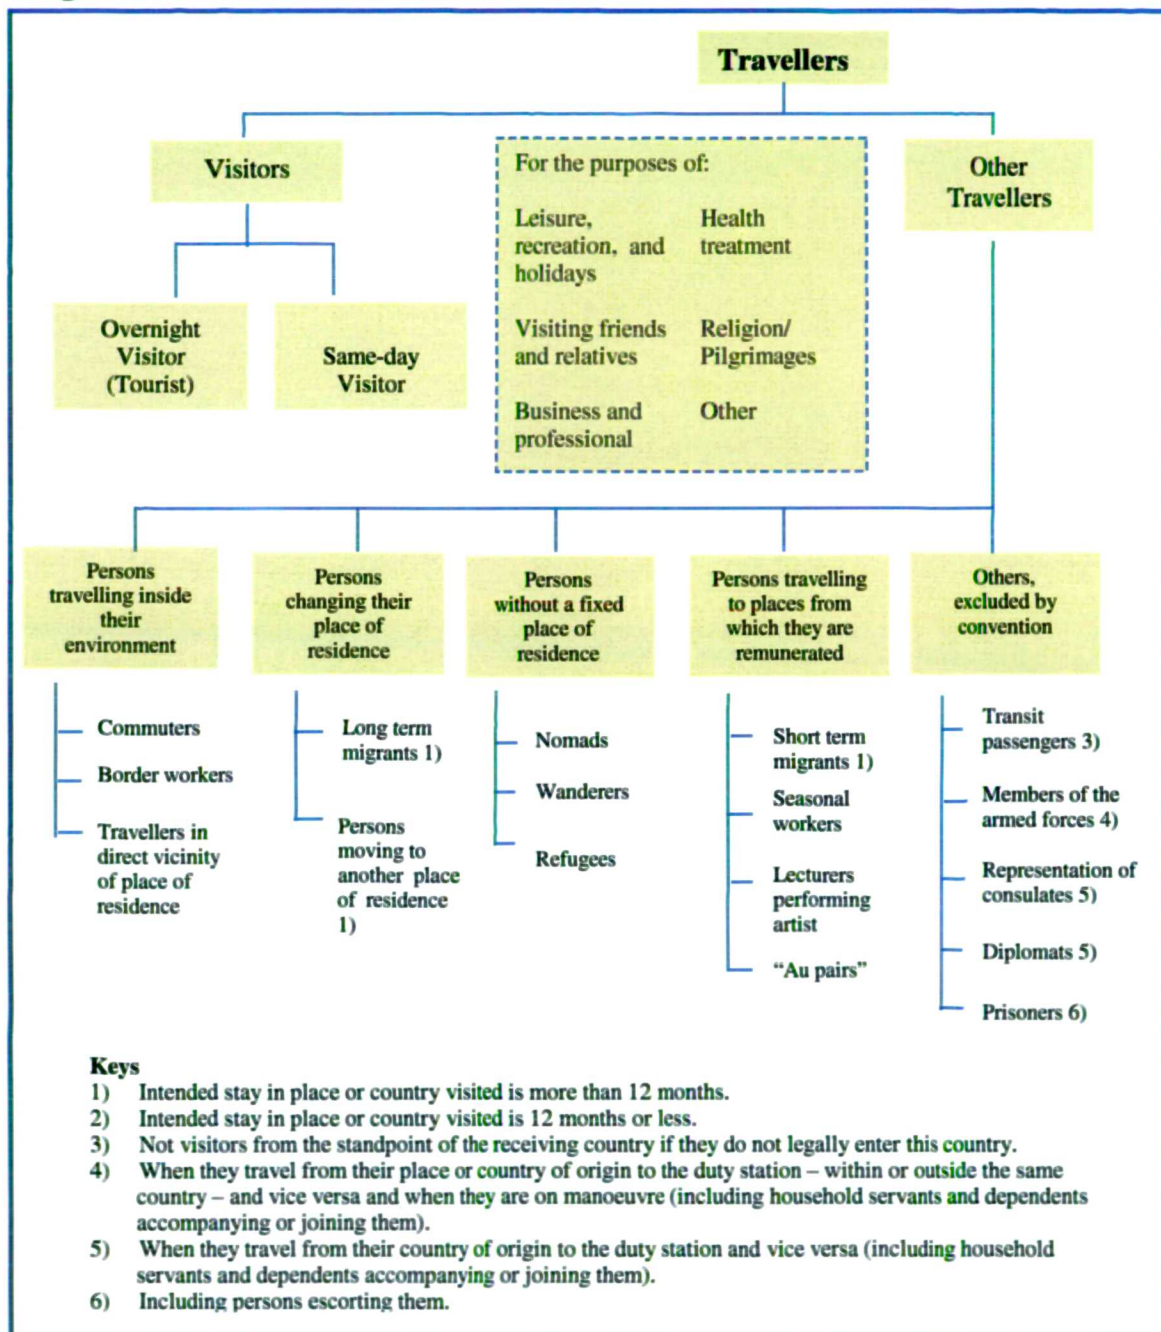 Travellers
Visitors
Overnight
Visitor
(Tourist)
Same-day
Visitor
For the purposes of:
Leisure,
recreation, and
holidays
Health
treatment
Visiting friends
and relatives
Religion/
Pilgrimages
Business and
professional
Other
Other
Travellers
Persons
travelling inside
their
environment
Commuters
Border workers
Travellers in
direct vicinity
of place of
residence
Persons
changing their
place of
residence
Long term
migrants 1)
Persons
moving to
another place
of residence
1)
Persons
without a fixed
place of
residence
Nomads
Wanderers
Refugees
Persons travelling
to places from
which they are
remunerated
Short term
migrants 1)
Seasonal
workers
Lecturers
performing
artist
“Au pairs”
Others,
excluded by
convention
Transit
passengers 3)
Members of the
armed forces 4)
Representation of
consulates 5)
Diplomats 5)
Prisoners 6)
Keys
1) Intended stay in place or country visited is more than 12 months.
2) Intended stay in place or country visited is 12 months or less.
3) Not visitors from the standpoint of the receiving country if they do not legally enter this country.
4) When they travel from their place or country of origin to the duty station – within or outside the same
country – and vice versa and when they are on manoeuvre (including household servants and dependents
accompanying or joining them).
5) When they travel from their country of origin to the duty station and vice versa (including household
servants and dependents accompanying or joining them).
6) Including persons escorting them.